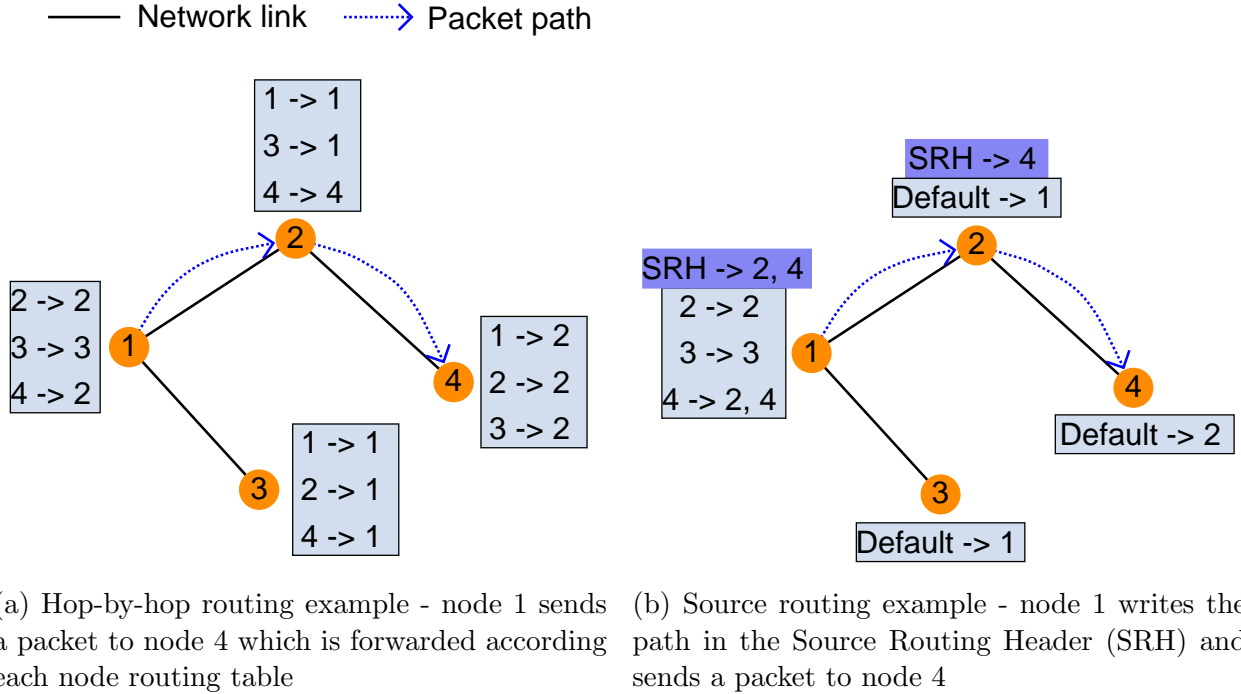 Network link
Packet path
1 -> 1
3 -> 1
4 -> 4
2
2 -> 2
3 -> 3
4 -> 2
1
4
1 -> 2
2 -> 2
3 -> 2
3
1 -> 1
2 -> 1
4 -> 1
SRH -> 4
Default -> 1
2
SRH -> 2, 4
2 -> 2
3 -> 3
4 -> 2, 4
1
4
Default -> 2
3
Default -> 1
(a) Hop-by-hop routing example - node 1 sends
a packet to node 4 which is forwarded according
each node routing table
(b) Source routing example - node 1 writes the
path in the Source Routing Header (SRH) and
sends a packet to node 4